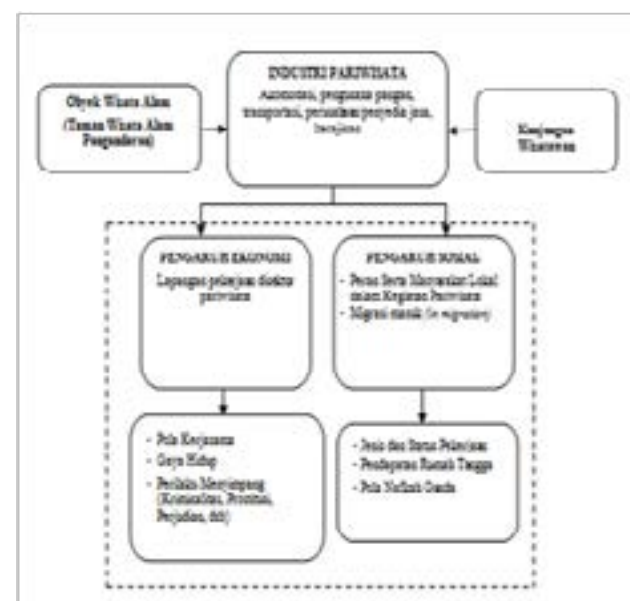 INDUSTRI PARIWISATA
Akomodasi, pengusaha pangan,
transportasi, perusahaan penyedia jasa,
Obyek Wisata Alam
(Taman Wisata Alam
Pangandaran)
Kunjungan
Wisatawan
PENGARUH EKONOMI
Lapangan pekerjaan disektor
pariwisata
PENGARUH SOSIAL
- Peran Serta Masyarakat Lokal
dalam Kegiatan Pariwisata
- Migrasi masuk (in migration)
- Pola Kerjasama
- Gaya Hidup
- Perilaku Menyimpang
(Kriminalitas, Prostitusi,
Perjudian, dll)
- Jenis dan Status Pekerjaan
- Pendapatan Rumah Tangga
- Pola Nafkah Ganda